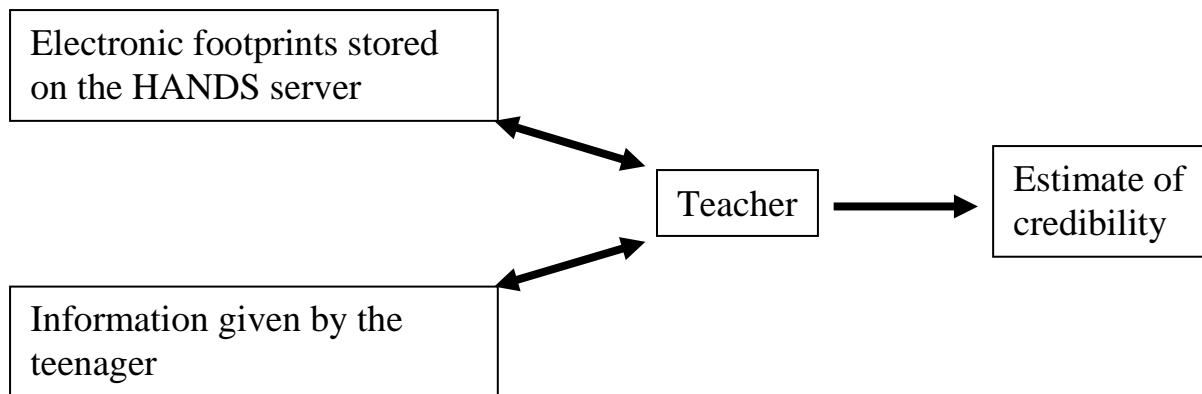 Electronic footprints stored
on the HANDS server
Teacher
Estimate of
credibility
Information given by the
teenager